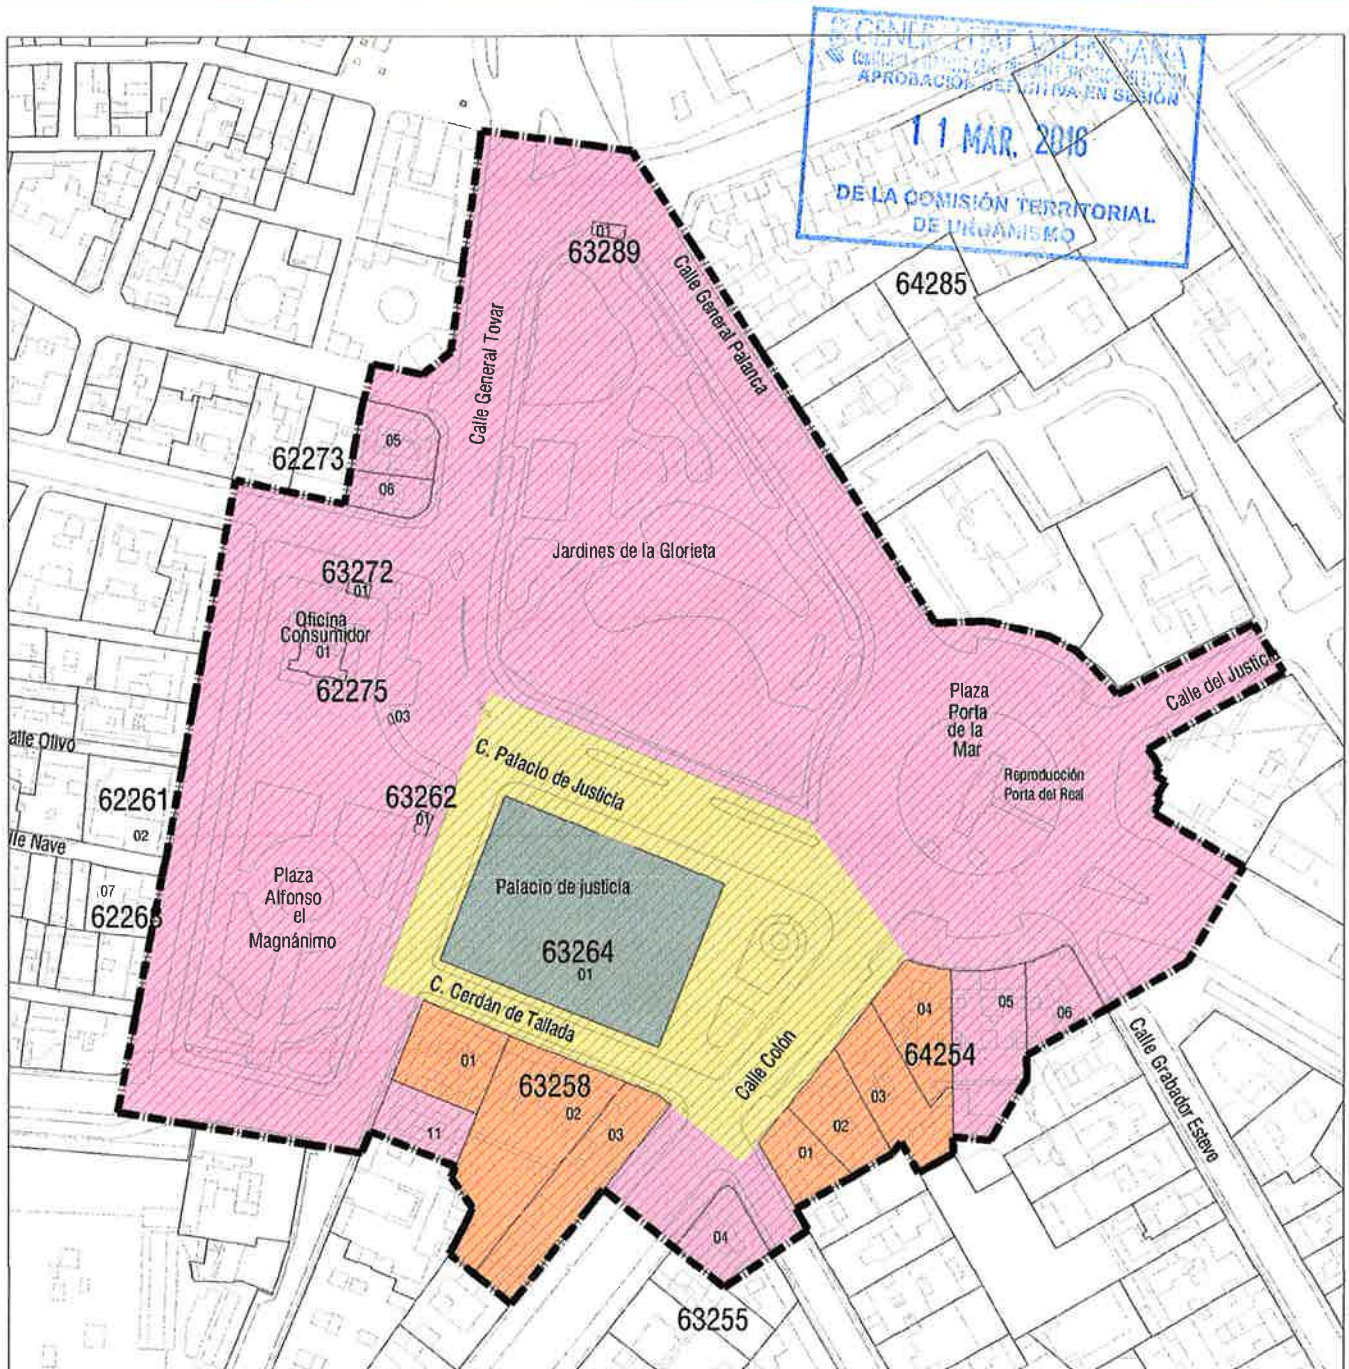 GENERALITAT VALENCIANA
APROBACIÓN DEFINITIVA EN SESIÓN
11 MAR. 2016
DE LA COMISIÓN TERRITORIAL
DE URBANISMO
01
63289
64285
Calle General Palanca
Calle General Tovar
05
62273
06
Jardines de la Glorieta
63272
01
Oficina
Consumidor
01
62275
03
Plaza
Porta
de la
Mar
Calle del Justicia
Reproducción
Porta del Real
alle Olivo
C. Palacio de Justicia
62261
02
63262
01
lle Nave
07
62263
Plaza
Alfonso
el
Magnánimo
Palacio de justicia
63264
01
C. Cerdán de Tallada
Calle Colón
04
05
06
64254
Calle Grabador Esteve
01
63258
02
03
11
03
02
01
04
63255